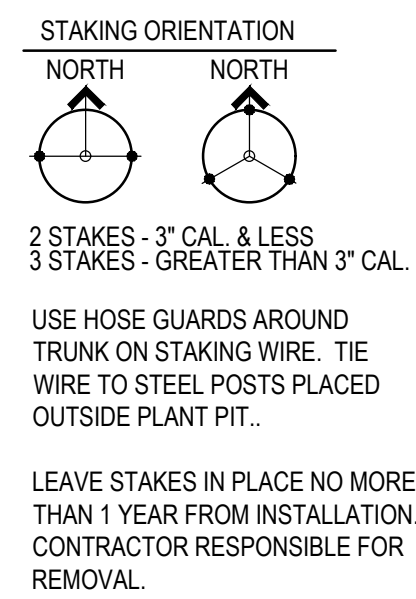 STAKING ORIENTATION
NORTH NORTH
2 STAKES - 3" CAL. & LESS
3 STAKES - GREATER THAN 3" CAL.
USE HOSE GUARDS AROUND
TRUNK ON STAKING WIRE. TIE
WIRE TO STEEL POSTS PLACED
OUTSIDE PLANT PIT..
LEAVE STAKES IN PLACE NO MORE
THAN 1 YEAR FROM INSTALLATION.
CONTRACTOR RESPONSIBLE FOR
REMOVAL.